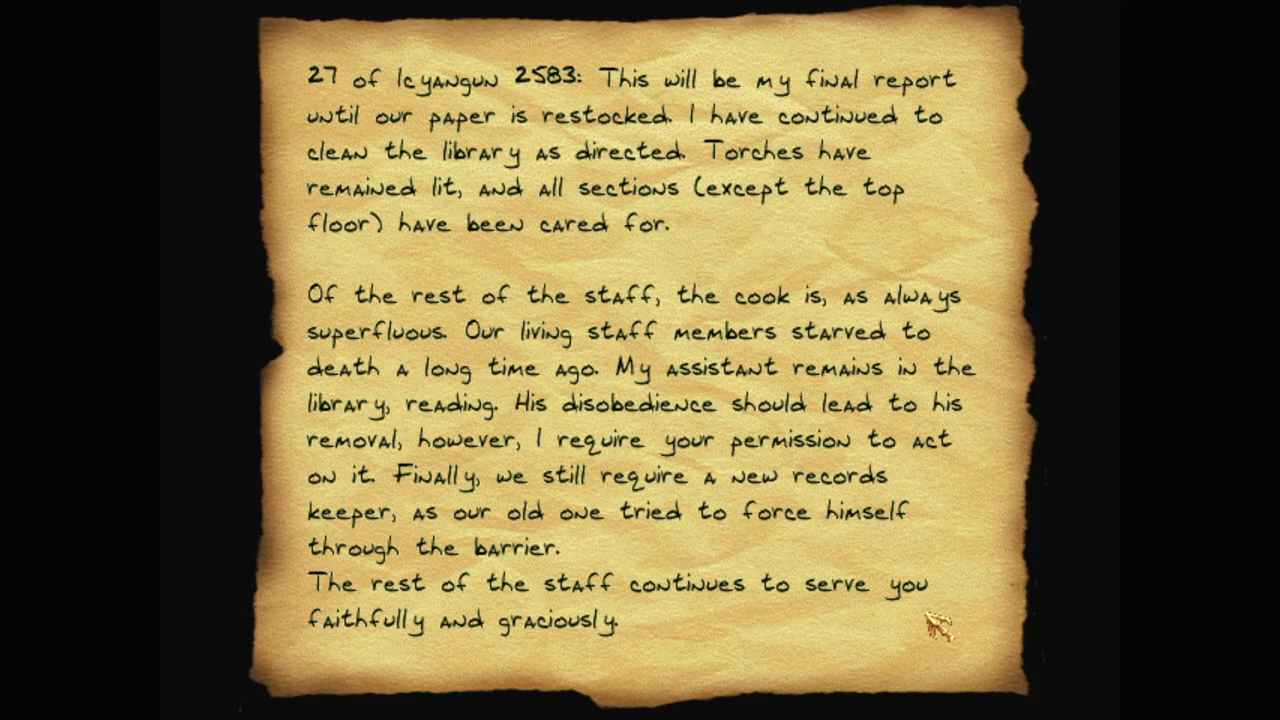 27 of Icyangun 2583: This will be my final report
until our paper is restocked. I have continued to
clean the library as directed. Torches have
remained lit, and all sections (except the top
floor) have been cared for.
Of the rest of the staff, the cook is, as always
superfluous. Our living staff members starved to
death a long time ago. My assistant remains in the
library, reading. His disobedience should lead to his
removal, however, I require your permission to act
on it. Finally, we still require a new records
keeper, as our old one tried to force himself
through the barrier.
The rest of the staff continues to serve you
faithfully and graciously.